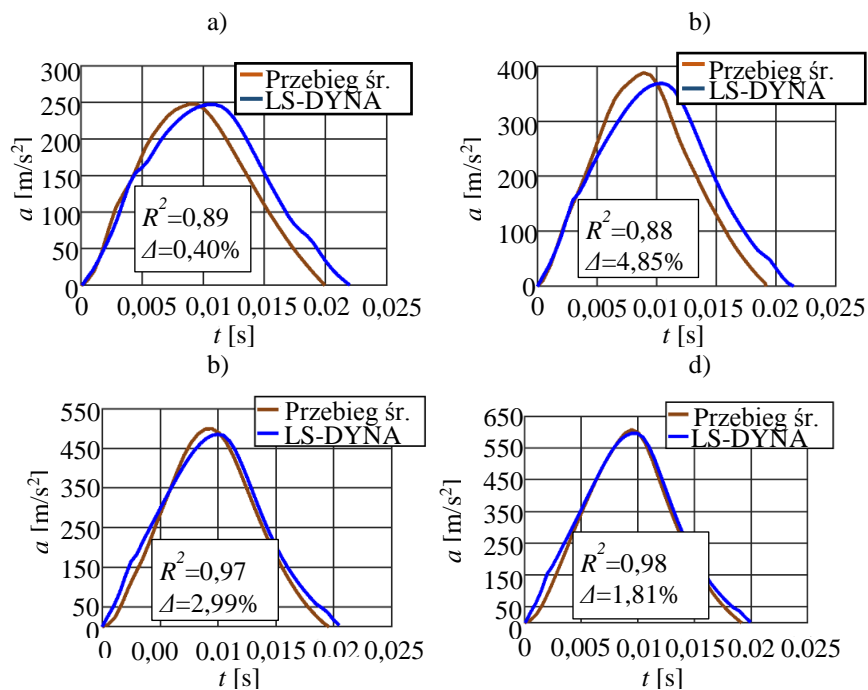 a)
300
250
200
150
100
50
0
a [m/s²]
Przebieg śr.
LS-DYNA
R²=0,89
Δ=0,40%
0 0,005 0,01 0,015 0,02 0,025
t [s]
b)
400
300
200
100
0
a [m/s²]
Przebieg śr.
LS-DYNA
R²=0,88
Δ=4,85%
0 0,005 0,01 0,015 0,02 0,025
t [s]
b)
550
450
350
250
150
50
0
a [m/s²]
Przebieg śr.
LS-DYNA
R²=0,97
Δ=2,99%
0 0,00 0,010 0,015 0,02 0,025
t [s]
d)
650
550
450
350
250
150
50
0
a [m/s²]
Przebieg śr.
LS-DYNA
R²=0,98
Δ=1,81%
0 0,005 0,01 0,015 0,02 0,025
t [s]